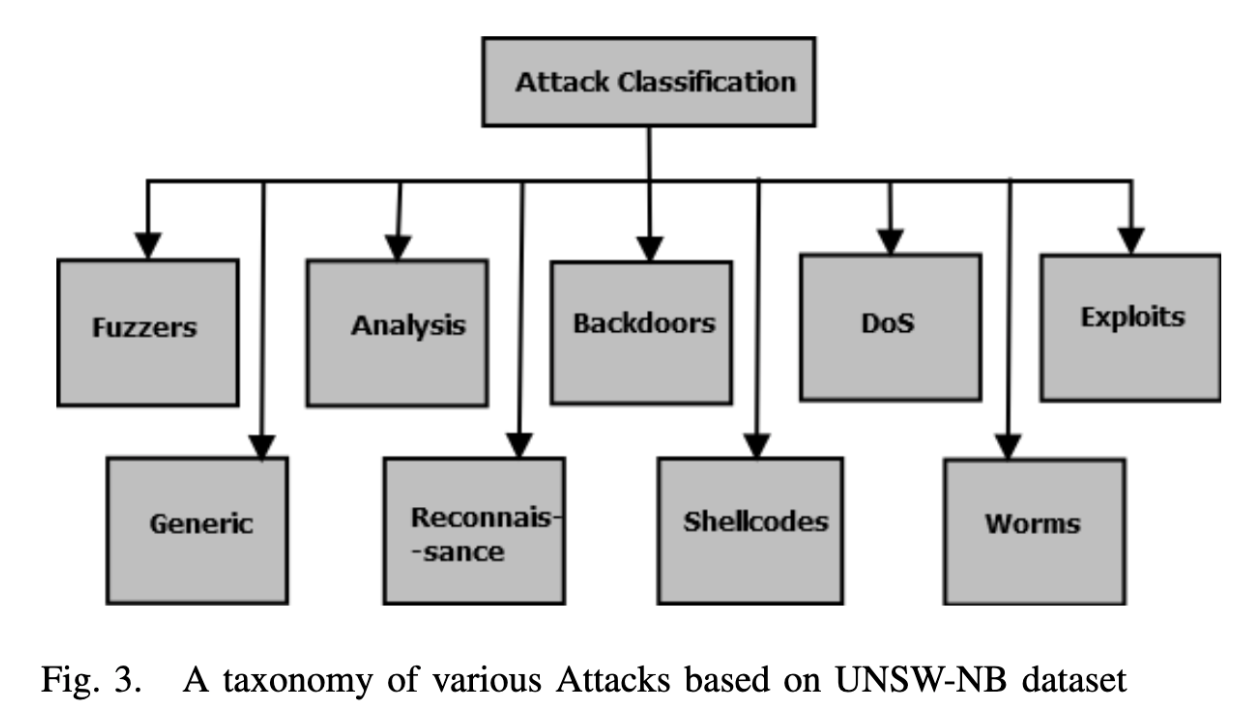 Attack Classification
Fuzzers
Analysis
Backdoors
DoS
Exploits
Generic
Reconnais-
-sance
Shellcodes
Worms
Fig. 3. A taxonomy of various Attacks based on UNSW-NB dataset